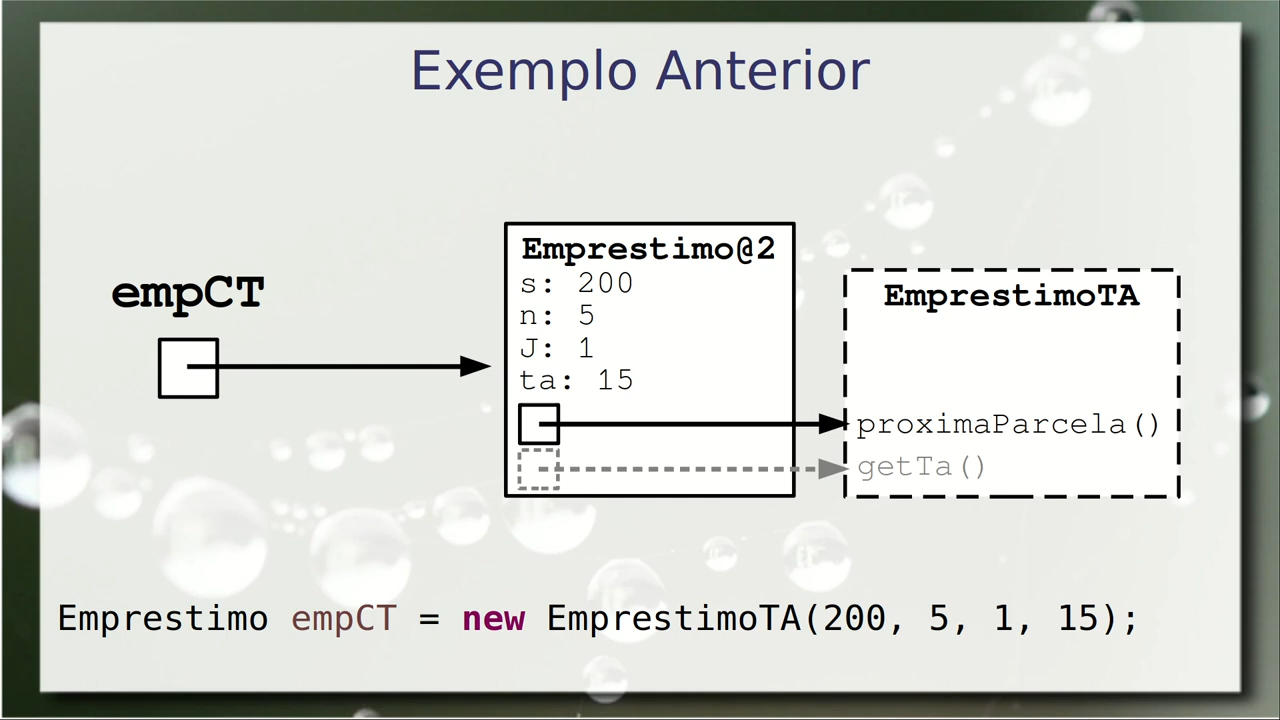 Exemplo Anterior
empCT
Emprestimo@2
s: 200
n: 5
J: 1
ta: 15
EmprestimoTA
proximaParcela()
getTa()
Emprestimo empCT = new EmprestimoTA(200, 5, 1, 15);